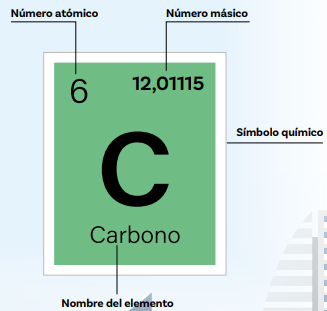 Número atómico
Número másico
6
12,01115
C
Símbolo químico
Carbono
Nombre del elemento